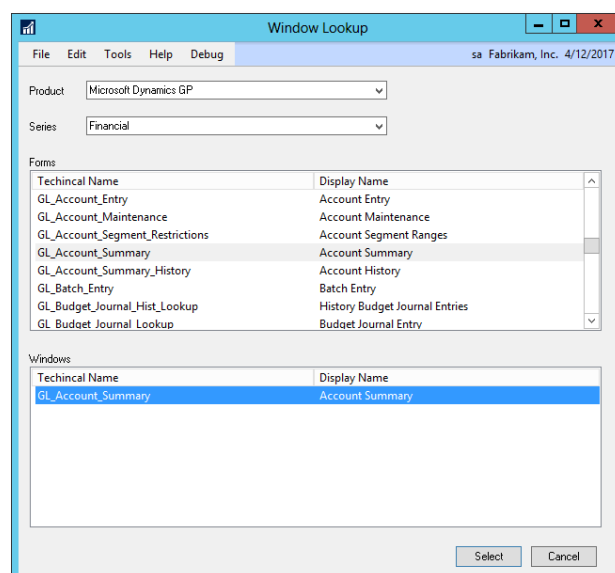 Window Lookup
File Edit Tools Help Debug sa Fabrikam, Inc. 4/12/2017
Product Microsoft Dynamics GP
Series Financial
Forms
Techincal Name Display Name
GL_Account_Entry Account Entry
GL_Account_Maintenance Account Maintenance
GL_Account_Segment_Restrictions Account Segment Ranges
GL_Account_Summary Account Summary
GL_Account_Summary_History Account History
GL_Batch_Entry Batch Entry
GL_Budget_Journal_Hist_Lookup History Budget Journal Entries
GL_Budget_Journal_Lookup Budget Journal Entry
Windows
Techincal Name Display Name
GL_Account_Summary Account Summary
Select Cancel